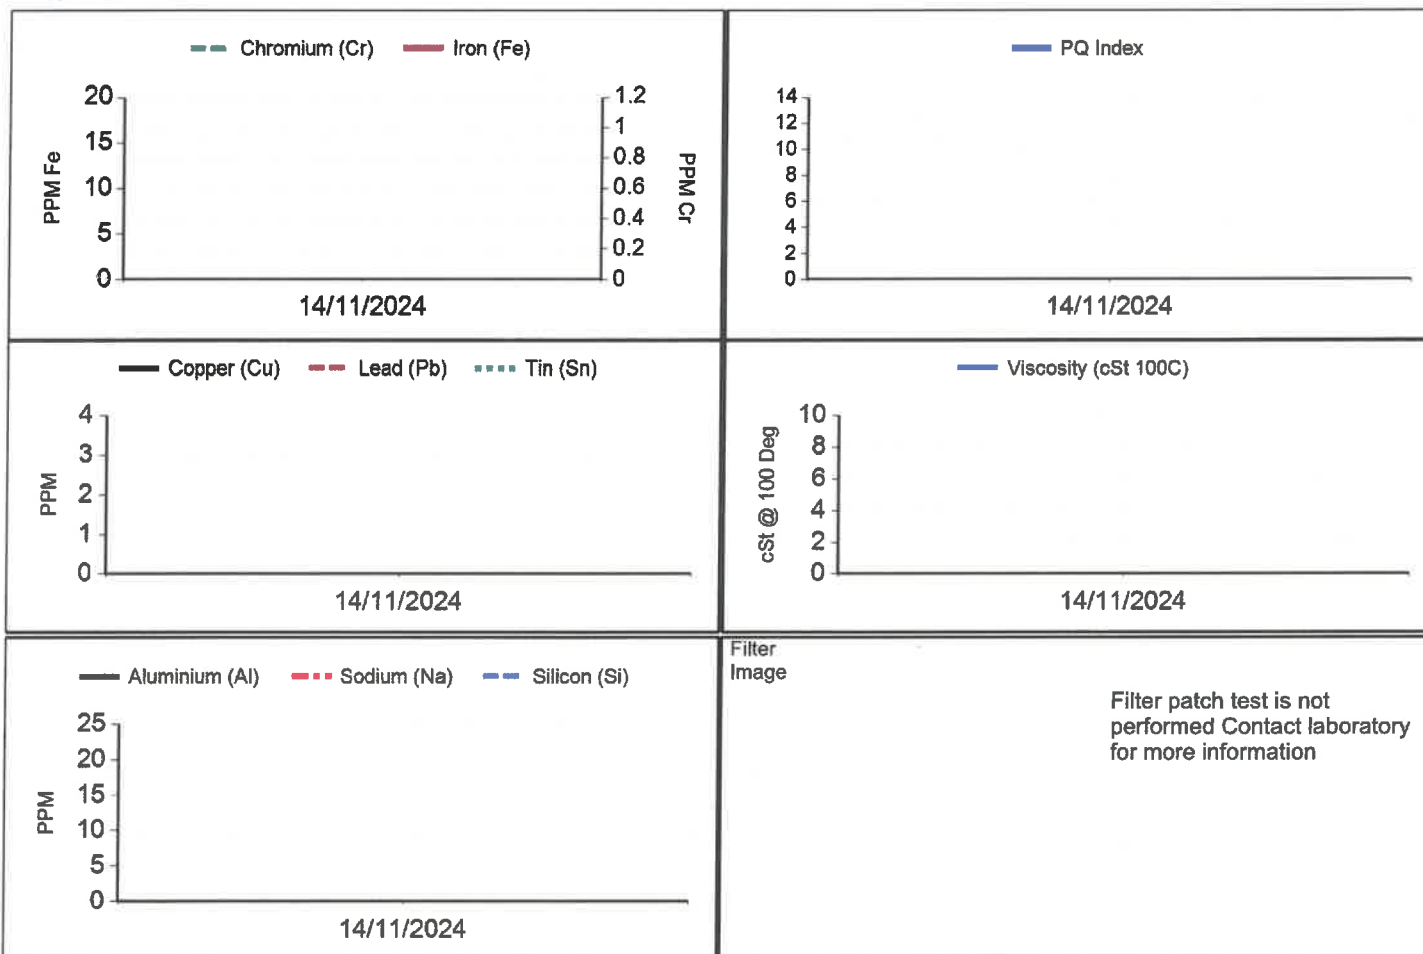 Chromium (Cr) Iron (Fe)
PPM Fe
20
15
10
5
0
1.2
1
0.8
0.6
0.4
0.2
0
PPM Cr
14/11/2024
PQ Index
14
12
10
8
6
4
2
0
14/11/2024
Copper (Cu) Lead (Pb) Tin (Sn)
PPM
4
3
2
1
0
14/11/2024
Viscosity (cSt 100C)
cSt @ 100 Deg
10
8
6
4
2
0
14/11/2024
Aluminium (Al) Sodium (Na) Silicon (Si)
PPM
25
20
15
10
5
0
14/11/2024
Filter
Image
Filter patch test is not
performed Contact laboratory
for more information